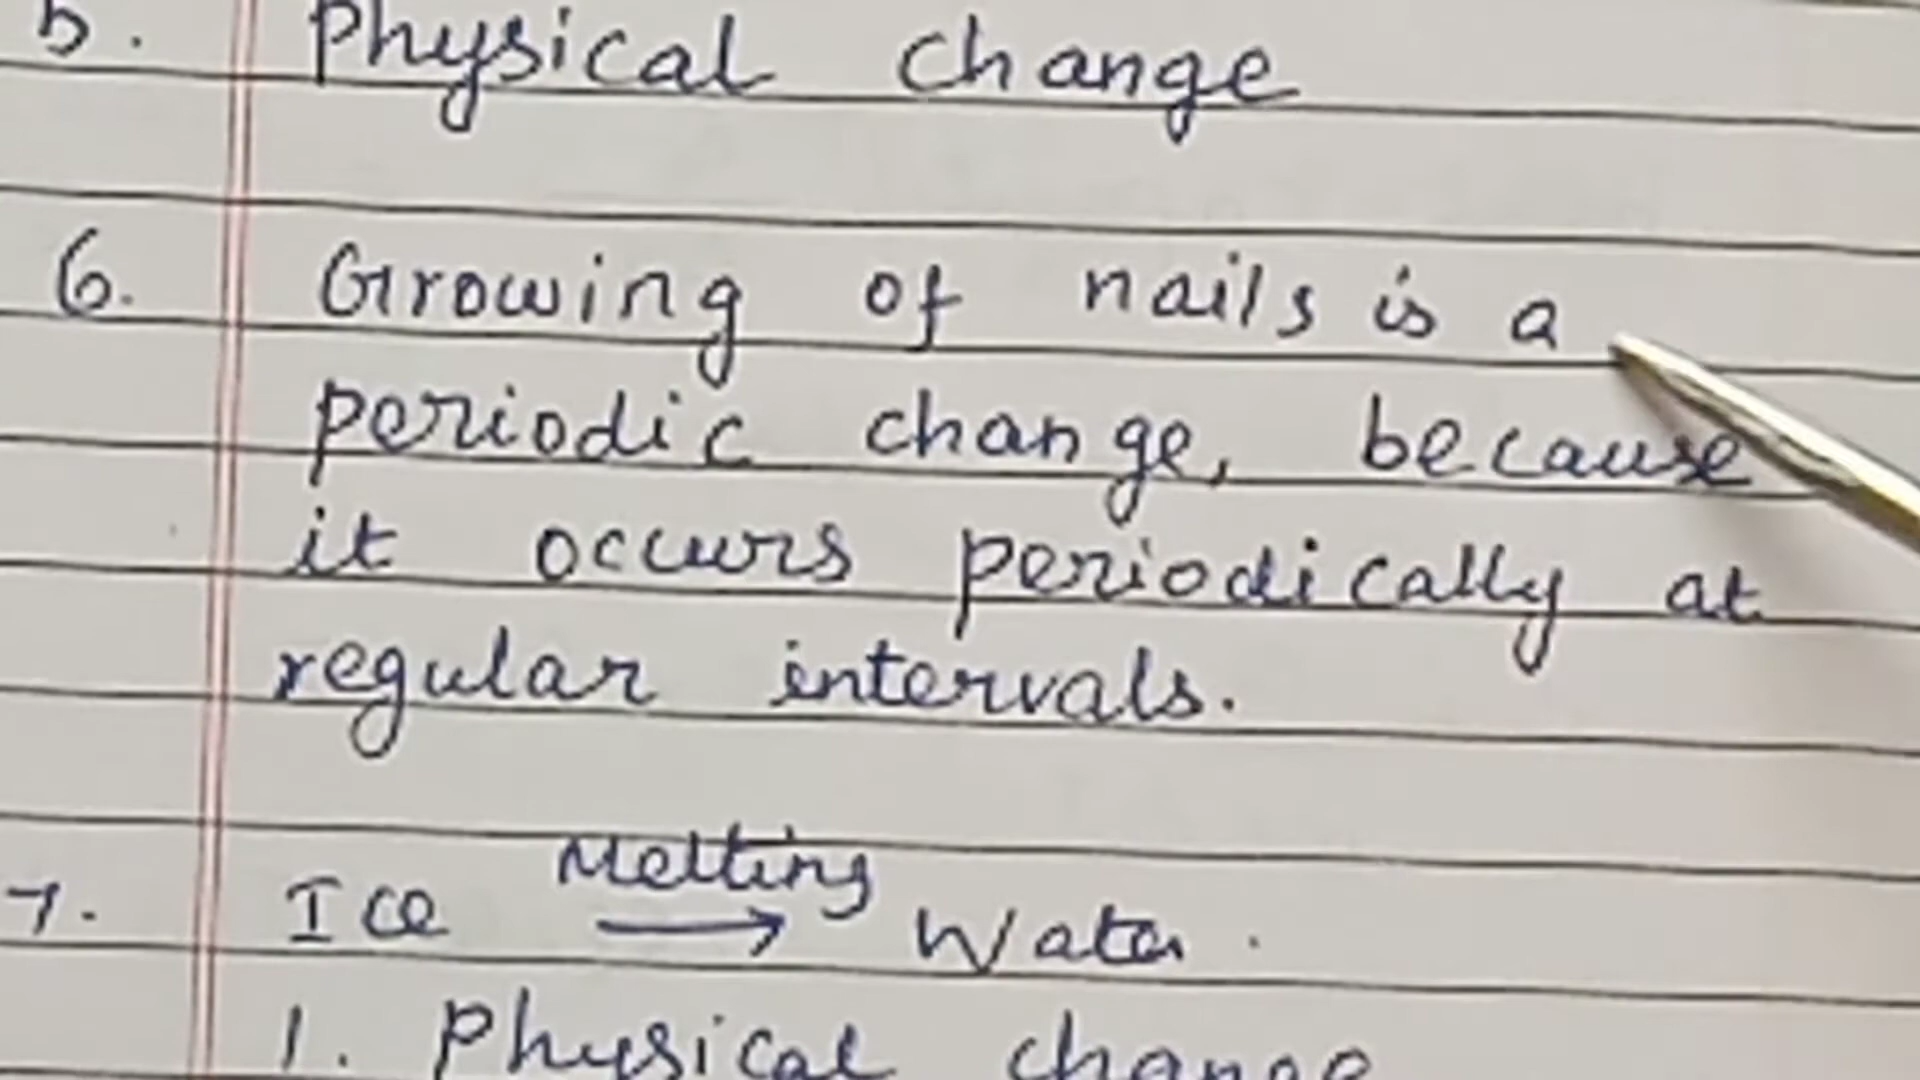 5. Physical change
6. Growing of nails is a
periodic change, because
it occurs periodically at
regular intervals.
Melting
7. Ice → Water.
1. Physical change